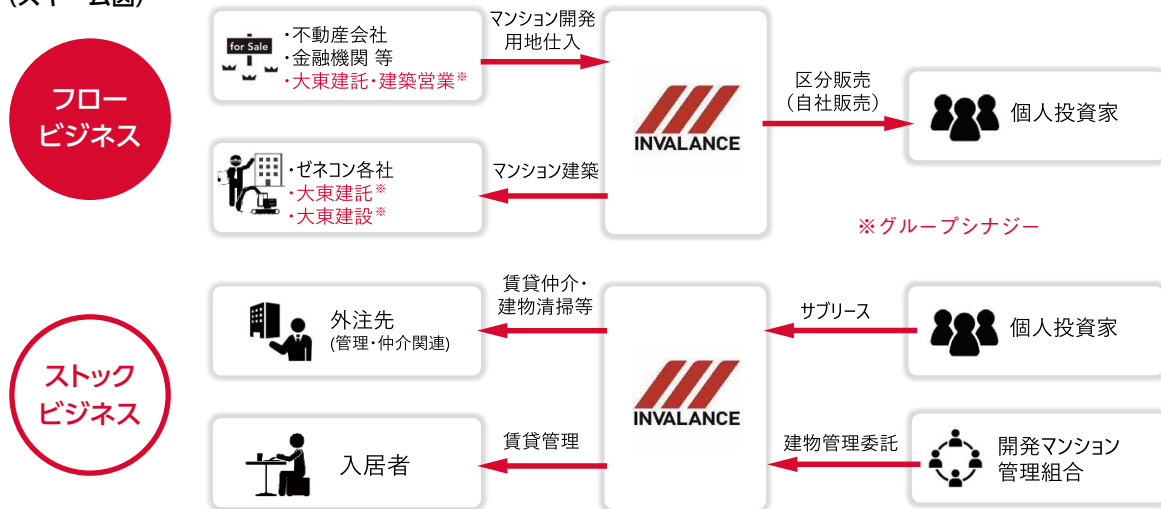 (スキーム図)
フロー
ビジネス
for Sale
・不動産会社
・金融機関 等
・大東建託・建築営業※
マンション開発
用地仕入
・ゼネコン各社
・大東建託※
・大東建設※
マンション建築
INVALANCE
区分販売
(自社販売)
個人投資家
※グループシナジー
ストック
ビジネス
外注先
(管理・仲介関連)
賃貸仲介・
建物清掃等
入居者
賃貸管理
INVALANCE
サブリース
個人投資家
建物管理委託
開発マンション
管理組合